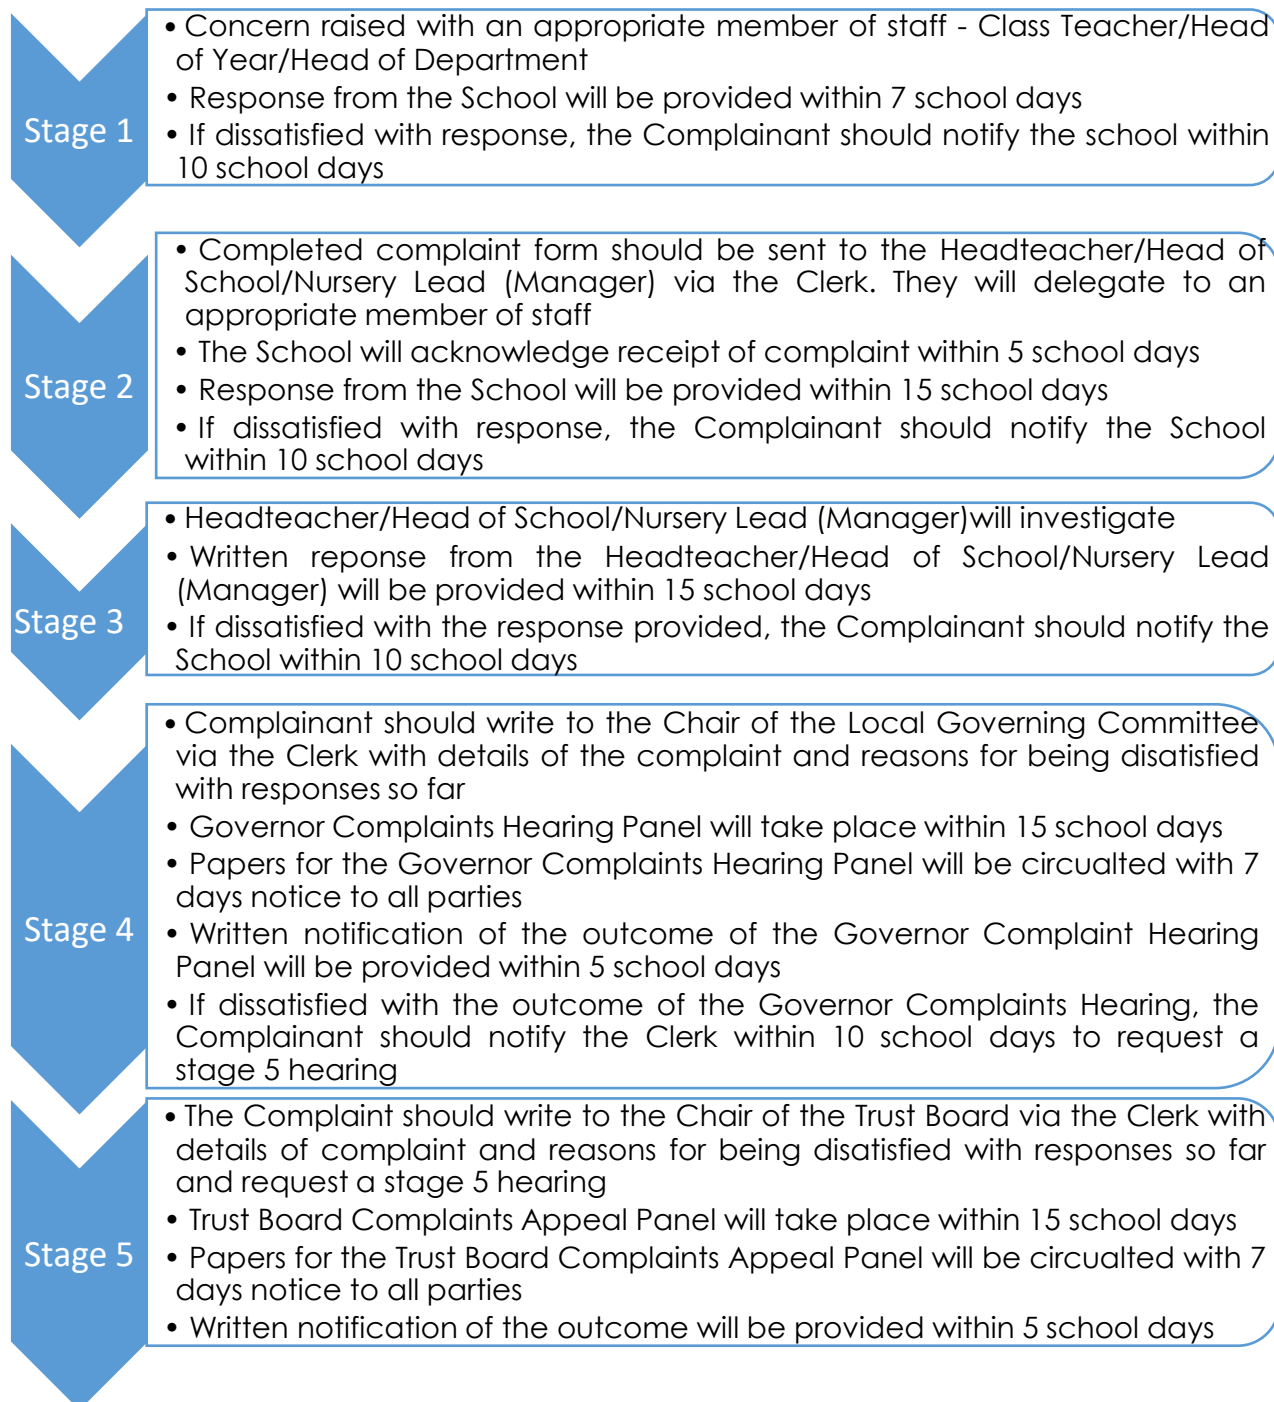 • Concern raised with an appropriate member of staff - Class Teacher/Head
of Year/Head of Department
• Response from the School will be provided within 7 school days
Stage 1
• If dissatisfied with response, the Complainant should notify the school within
10 school days
• Completed complaint form should be sent to the Headteacher/Head of
School/Nursery Lead (Manager) via the Clerk. They will delegate to an
appropriate member of staff
• The School will acknowledge receipt of complaint within 5 school days
Stage 2
• Response from the School will be provided within 15 school days
• If dissatisfied with response, the Complainant should notify the School
within 10 school days
• Headteacher/Head of School/Nursery Lead (Manager)will investigate
• Written reponse from the Headteacher/Head of School/Nursery Lead
(Manager) will be provided within 15 school days
Stage 3
• If dissatisfied with the response provided, the Complainant should notify the
School within 10 school days
• Complainant should write to the Chair of the Local Governing Committee
via the Clerk with details of the complaint and reasons for being disatisfied
with responses so far
• Governor Complaints Hearing Panel will take place within 15 school days
• Papers for the Governor Complaints Hearing Panel will be circualted with 7
days notice to all parties
Stage 4
• Written notification of the outcome of the Governor Complaint Hearing
Panel will be provided within 5 school days
• If dissatisfied with the outcome of the Governor Complaints Hearing, the
Complainant should notify the Clerk within 10 school days to request a
stage 5 hearing
• The Complaint should write to the Chair of the Trust Board via the Clerk with
details of complaint and reasons for being disatisfied with responses so far
and request a stage 5 hearing
• Trust Board Complaints Appeal Panel will take place within 15 school days
Stage 5
• Papers for the Trust Board Complaints Appeal Panel will be circualted with 7
days notice to all parties
• Written notification of the outcome will be provided within 5 school days